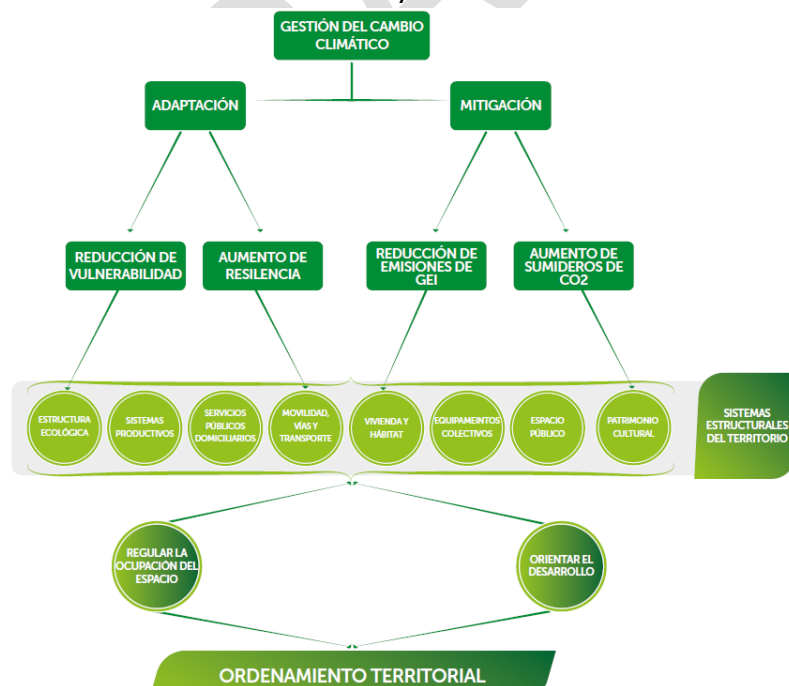 GESTIÓN DEL CAMBIO
CLIMÁTICO
ADAPTACIÓN
MITIGACIÓN
REDUCCIÓN DE
VULNERABILIDAD
AUMENTO DE
RESILENCIA
REDUCCIÓN DE
EMISIONES DE
GEI
AUMENTO DE
SUMIDEROS DE
CO2
ESTRUCTURA
ECOLÓGICA
SISTEMAS
PRODUCTIVOS
SERVICIOS
PÚBLICOS
DOMICILIARIOS
MOVILIDAD,
VÍAS Y
TRANSPORTE
VIVIENDA Y
HÁBITAT
EQUIPAMEINTOS
COLECTIVOS
ESPACIO
PÚBLICO
PATRIMONIO
CULTURAL
SISTEMAS
ESTRUCTURALES
DEL TERRITORIO
REGULAR LA
OCUPACIÓN DEL
ESPACIO
ORIENTAR EL
DESARROLLO
ORDENAMIENTO TERRITORIAL